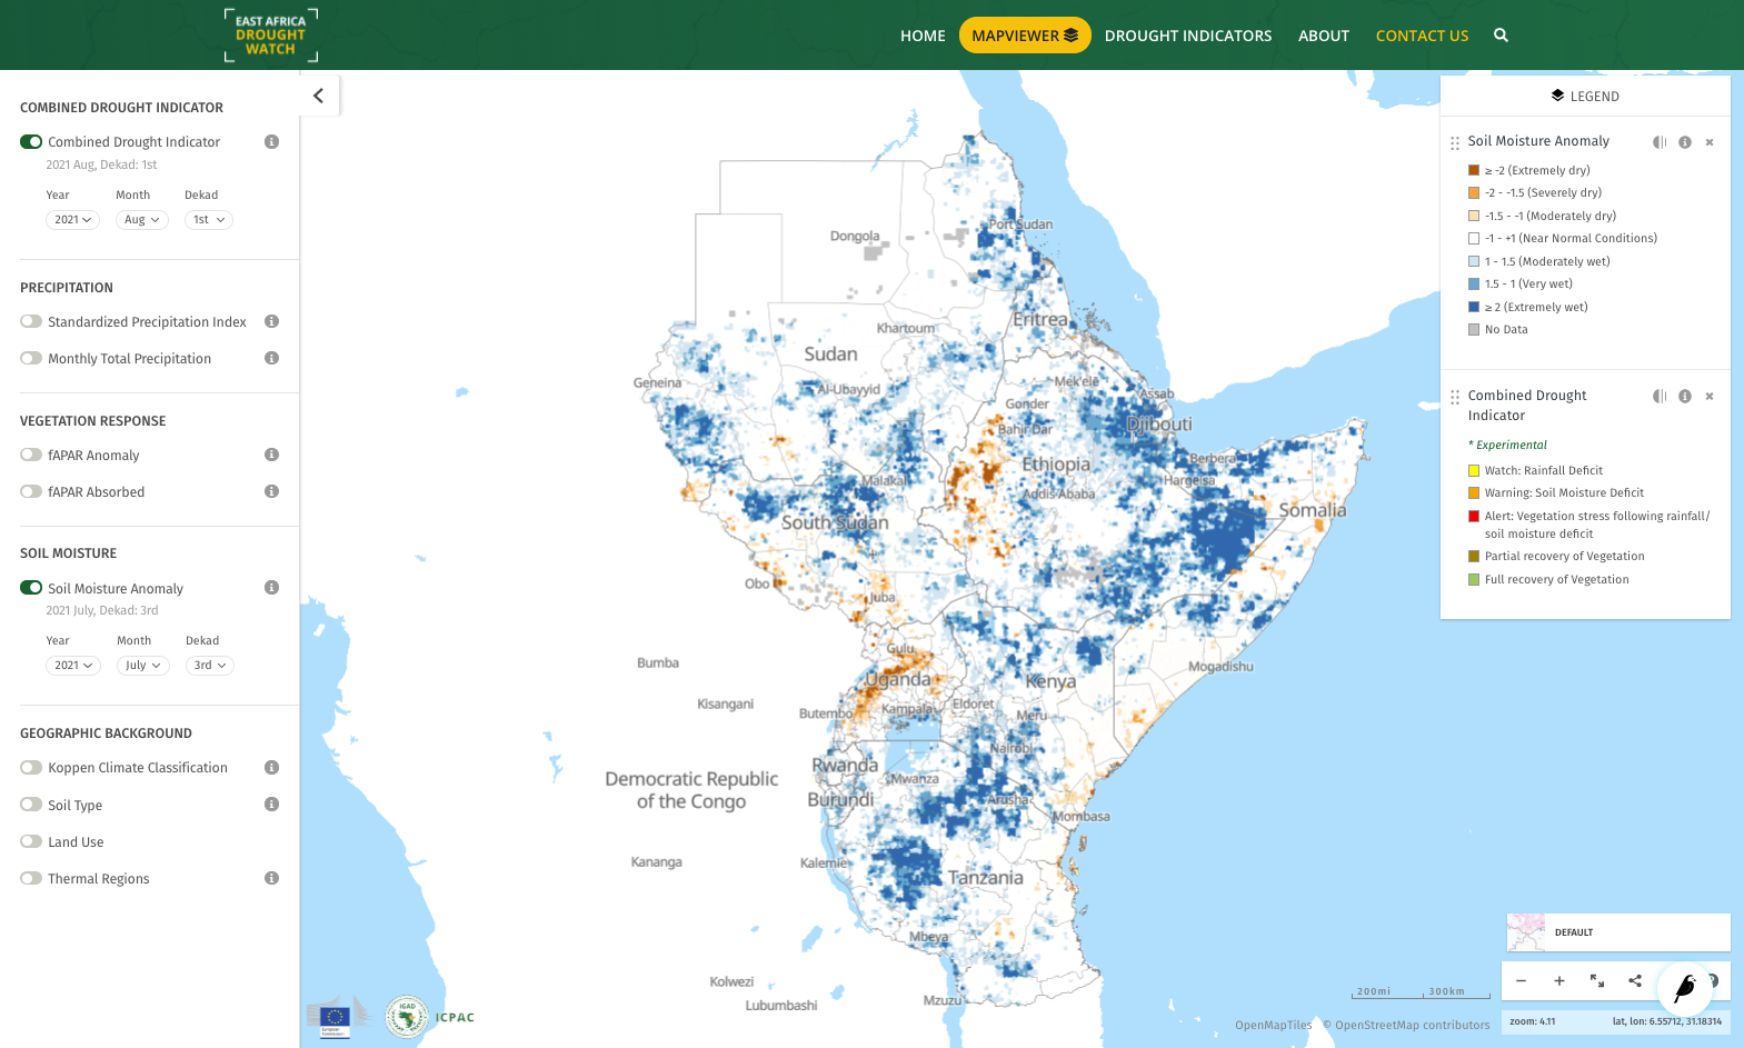 EAST AFRICA
DROUGHT
WATCH
HOME
MAPVIEWER
DROUGHT INDICATORS
ABOUT
CONTACT US
COMBINED DROUGHT INDICATOR
Combined Drought Indicator
2021 Aug, Dekad: 1st
Year Month Dekad
2021 Aug 1st
PRECIPITATION
Standardized Precipitation Index
Monthly Total Precipitation
VEGETATION RESPONSE
fAPAR Anomaly
fAPAR Absorbed
SOIL MOISTURE
Soil Moisture Anomaly
2021 July, Dekad: 3rd
Year Month Dekad
2021 July 3rd
GEOGRAPHIC BACKGROUND
Koppen Climate Classification
Soil Type
Land Use
Thermal Regions
Dongola
Port Sudan
Khartoum
Eritrea
Sudan
Geneina
Al-Ubayyid
Mek'elē
Assab
Gonder
Bahir Dar
Djibouti
Ethiopia
Berbera
Malakal
Hargeisa
Addis Ababa
Somalia
South Sudan
Obo
Juba
Gulu
Bumba
Mogadishu
Uganda
Kenya
Kisangani
Eldoret
Kampala
Butembo
Meru
Nairobi
Rwanda
Mwanza
Democratic Republic
of the Congo
Burundi
Arusha
Mombasa
Kananga
Kalemie
Tanzania
Mbeya
Kolwezi
Lubumbashi
Mzuzu
LEGEND
Soil Moisture Anomaly
≥ -2 (Extremely dry)
-2 - -1.5 (Severely dry)
-1.5 - -1 (Moderately dry)
-1 - +1 (Near Normal Conditions)
1 - 1.5 (Moderately wet)
1.5 - 1 (Very wet)
≥ 2 (Extremely wet)
No Data
Combined Drought
Indicator
* Experimental
Watch: Rainfall Deficit
Warning: Soil Moisture Deficit
Alert: Vegetation stress following rainfall/
soil moisture deficit
Partial recovery of Vegetation
Full recovery of Vegetation
DEFAULT
200mi 300km
IGAD
ICPAC
OpenMapTiles © OpenStreetMap contributors
zoom: 4.11 lat, lon: 6.55712, 31.18314